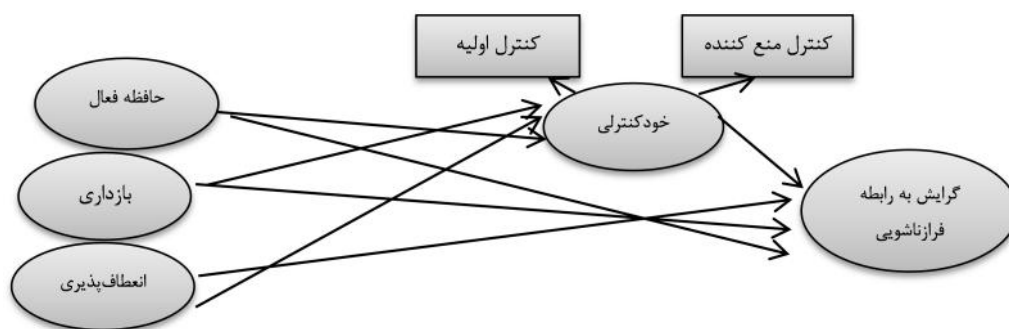 کنترل منع کننده
کنترل اولیه
حافظه فعال
خودکنترلی
بازداری
گرایش به رابطه
فرازناشویی
انعطاف‌پذیری